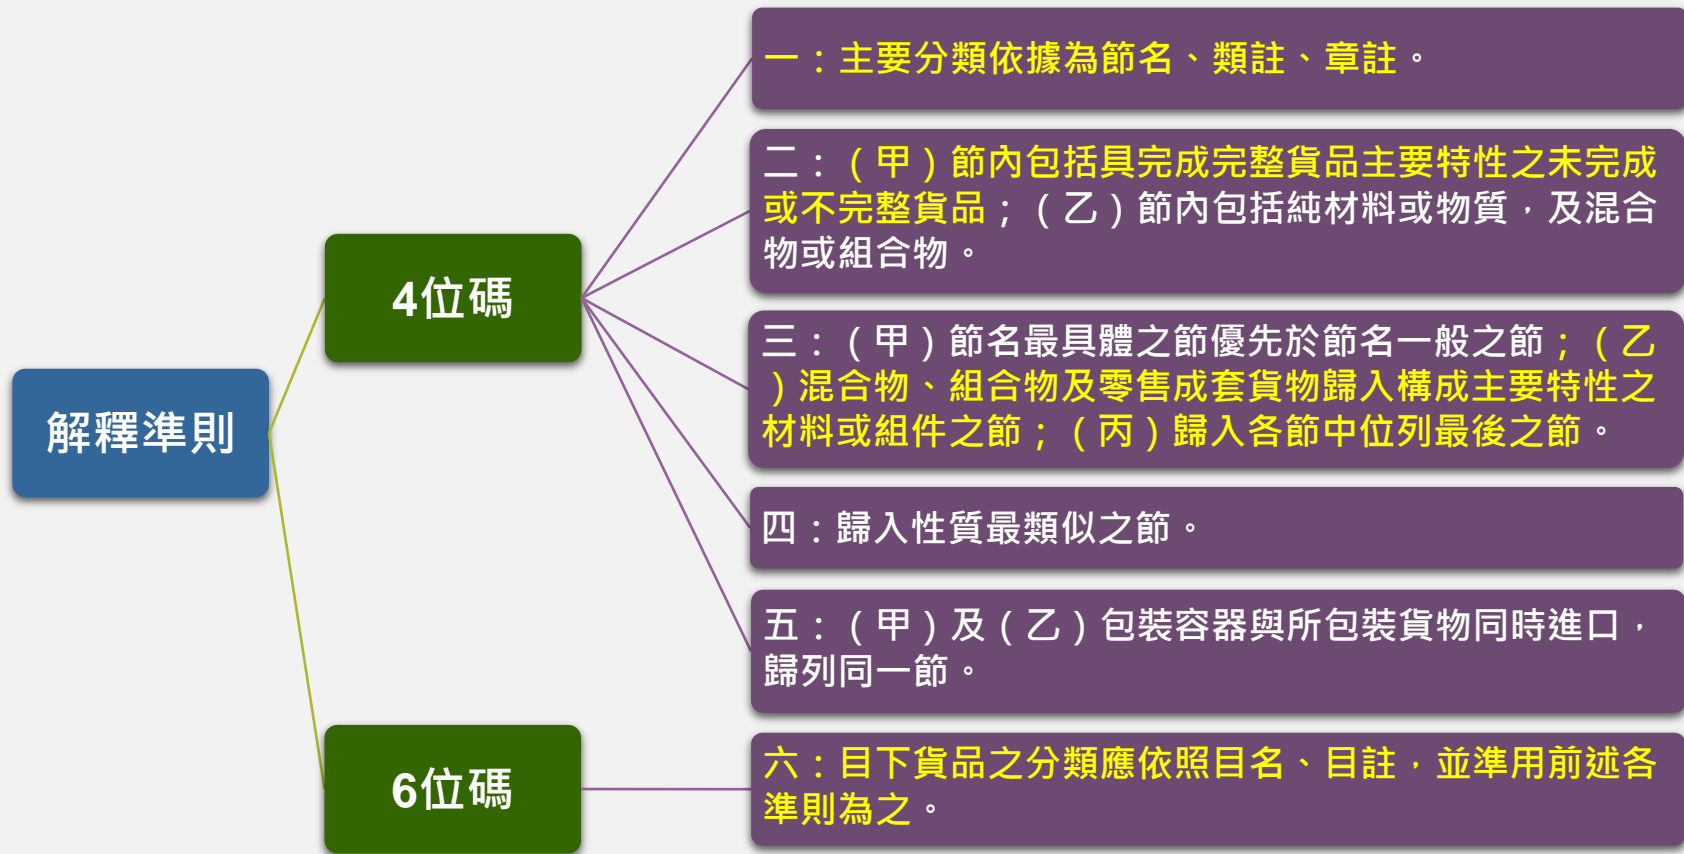 解釋準則
4位碼
一：主要分類依據為節名、類註、章註。
二：（甲）節內包括具完成完整貨品主要特性之未完成
或不完整貨品；（乙）節內包括純材料或物質，及混合
物或組合物。
三：（甲）節名最具體之節優先於節名一般之節；（乙
）混合物、組合物及零售成套貨物歸入構成主要特性之
材料或組件之節；（丙）歸入各節中位列最後之節。
四：歸入性質最類似之節。
五：（甲）及（乙）包裝容器與所包裝貨物同時進口，
歸列同一節。
6位碼
六：目下貨品之分類應依照目名、目註，並準用前述各
準則為之。